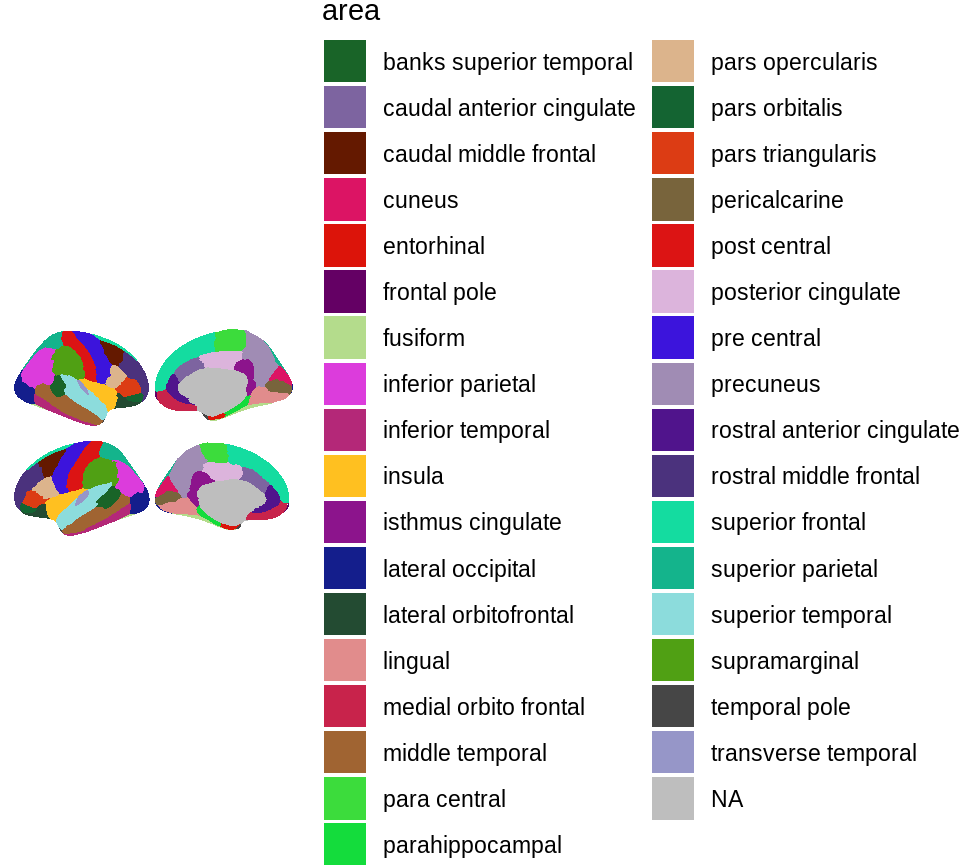 area
banks superior temporal
caudal anterior cingulate
caudal middle frontal
cuneus
entorhinal
frontal pole
fusiform
inferior parietal
inferior temporal
insula
isthmus cingulate
lateral occipital
lateral orbitofrontal
lingual
medial orbito frontal
middle temporal
para central
parahippocampal
pars opercularis
pars orbitalis
pars triangularis
pericalcarine
post central
posterior cingulate
pre central
precuneus
rostral anterior cingulate
rostral middle frontal
superior frontal
superior parietal
superior temporal
supramarginal
temporal pole
transverse temporal
NA